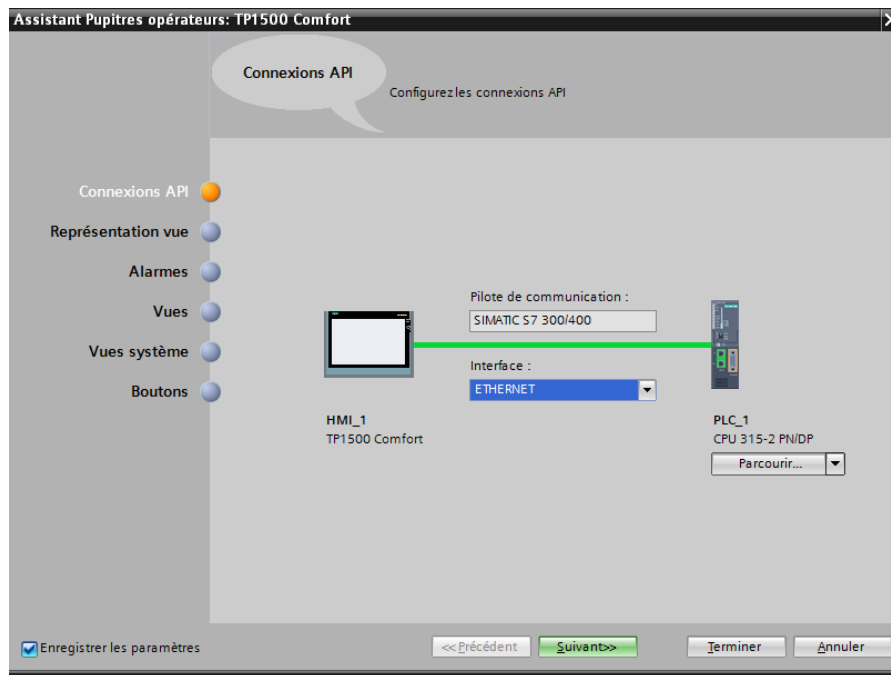 Assistant Pupitres opérateurs: TP1500 Comfort
Connexions API
Configurez les connexions API
Connexions API
Représentation vue
Alarmes
Vues
Vues système
Boutons
Pilote de communication :
SIMATIC S7 300/400
Interface :
ETHERNET
HMI_1
TP1500 Comfort
PLC_1
CPU 315-2 PN/DP
Parcourir...
Enregistrer les paramètres
<<Précédent
Suivant>>
Terminer
Annuler